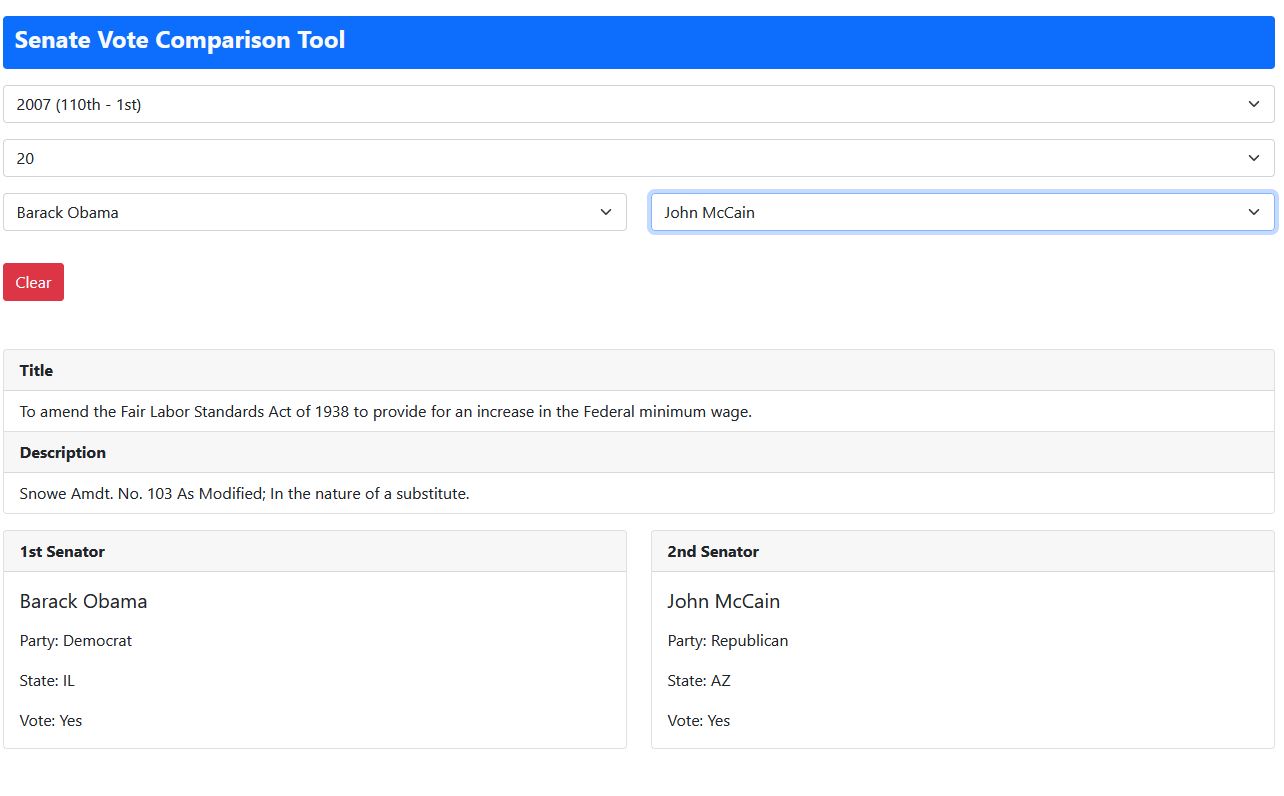 Senate Vote Comparison Tool
2007 (110th - 1st)
20
Barack Obama
John McCain
Clear
Title
To amend the Fair Labor Standards Act of 1938 to provide for an increase in the Federal minimum wage.
Description
Snowe Amdt. No. 103 As Modified; In the nature of a substitute.
1st Senator
Barack Obama
Party: Democrat
State: IL
Vote: Yes
2nd Senator
John McCain
Party: Republican
State: AZ
Vote: Yes